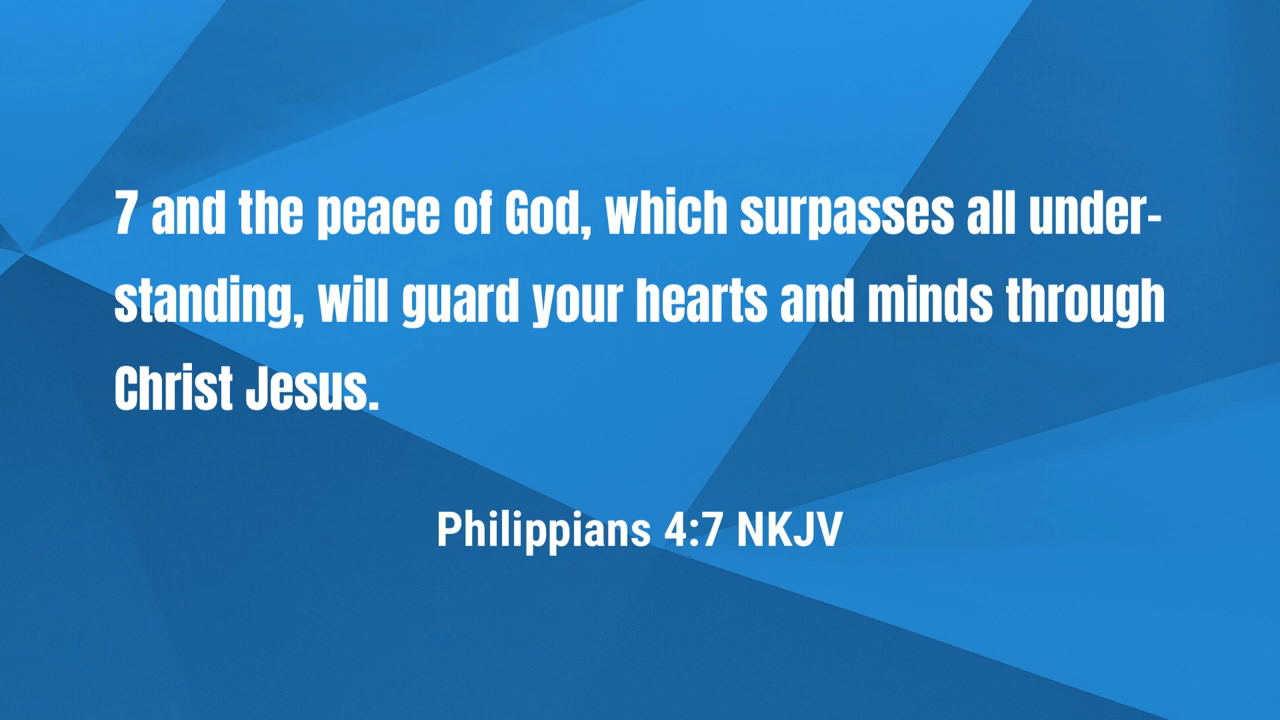 7 and the peace of God, which surpasses all under-
standing, will guard your hearts and minds through
Christ Jesus.
Philippians 4:7 NKJV